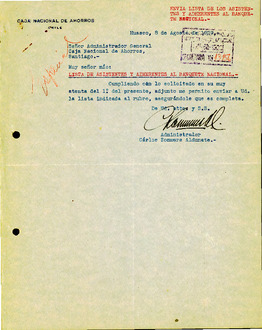 CAJA NACIONAL DE AHORROS
CHILE
ENVIA LISTA DE LOS ASISTEN-
TES Y ADHERENTES AL BANQUE-
TE NACIONAL.-
Huasco, 8 de Agosto de
Señor Administrador General
Caja Nacional de Ahorros,
Santiago.-
Muy señor mío:
LISTA DE ASISTENTES Y ADHERENTES AL BANQUETE NACIONAL.-
Cumpliendo con lo solicitado en su muy
atenta del 11 del presente, adjunto me permito enviar a Ud.
la lista indicada al rubro, asegurándole que es completa.
De Ud. Attos y S.S.
Administrador
Cárlos Sommers Aldunate.-